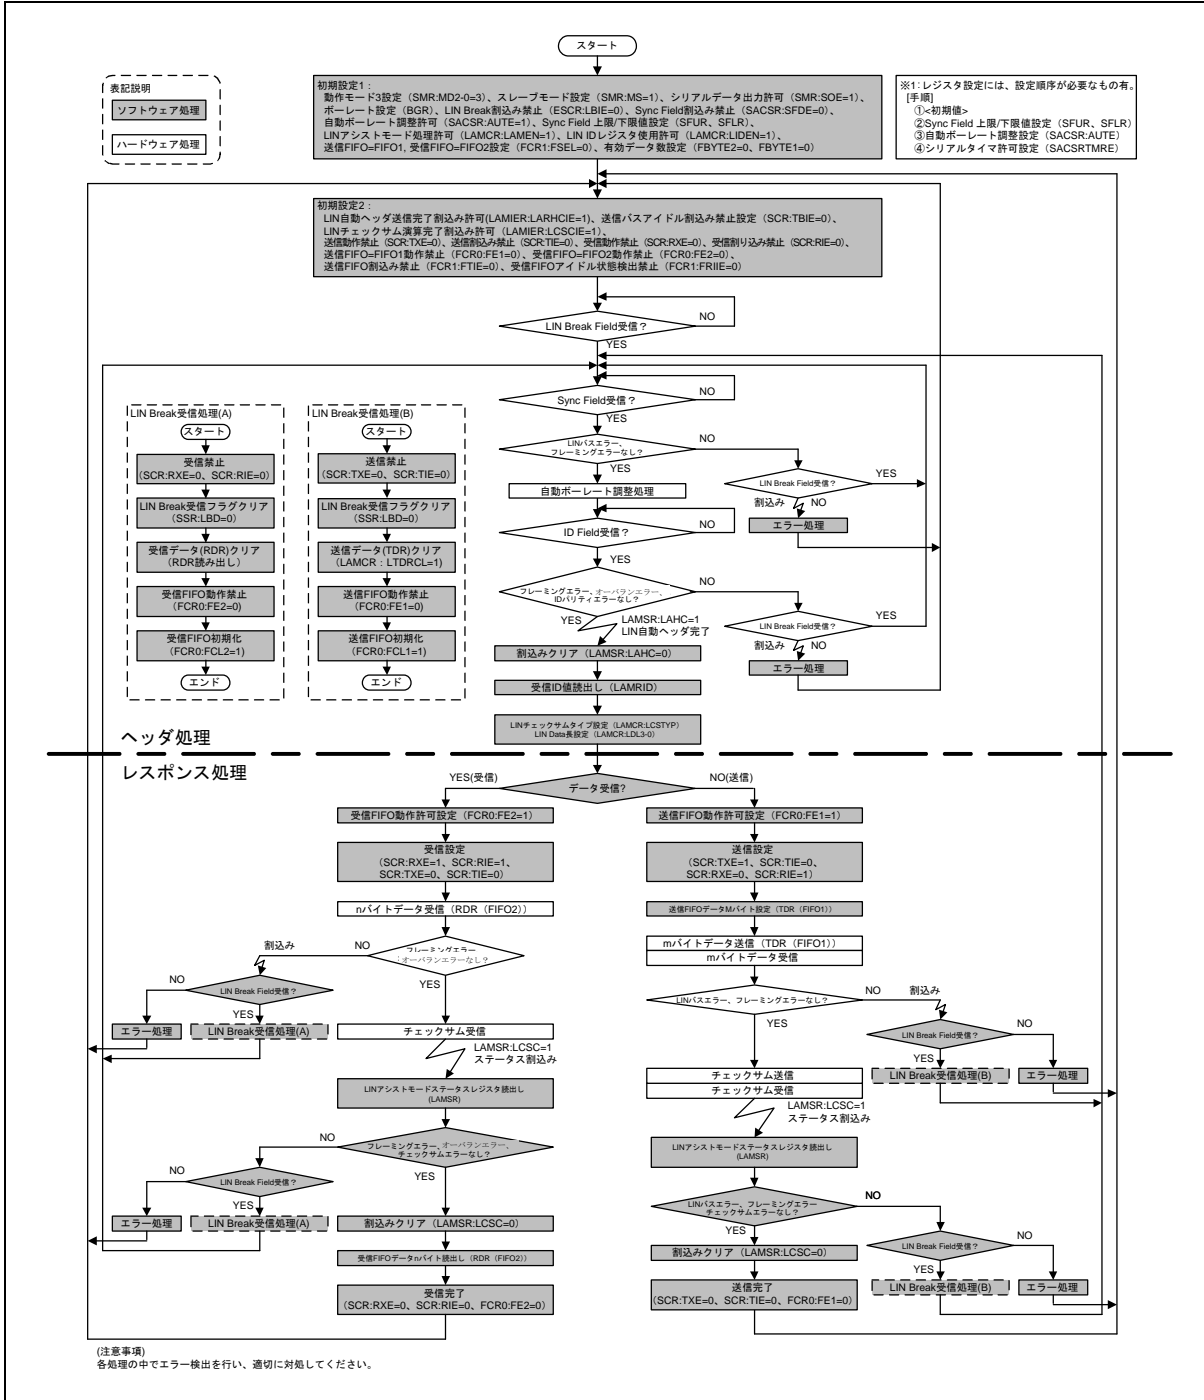 スタート
表記説明
ソフトウェア処理
ハードウェア処理
初期設定1：
動作モード3設定（SMR:MD2-0=3）、スレーブモード設定（SMR:MS=1）、シリアルデータ出力許可（SMR:SOE=1）、
ボーレート設定（BGR）、LIN Break割込み禁止（ESCR:LBIE=0）、Sync Field割込み禁止（SACSR:SFDE=0）、
自動ボーレート調整許可（SACSR:AUTE=1）、Sync Field 上限/下限値設定（SFUR、SFLR）、
LINアシストモード処理許可（LAMCR:LAMEN=1）、LIN IDレジスタ使用許可（LAMCR:LIDEN=1）、
送信FIFO=FIFO1, 受信FIFO=FIFO2設定（FCR1:FSEL=0）、有効データ数設定（FBYTE2=0、FBYTE1=0）
※1：レジスタ設定には、設定順序が必要なもの有。
[手順]
①<初期値>
②Sync Field 上限/下限値設定（SFUR、SFLR）
③自動ボーレート調整設定（SACSR:AUTE）
④シリアルタイマ許可設定（SACSRTMRE）
初期設定2：
LIN自動ヘッダ送信完了割込み許可(LAMIER:LARHCIE=1)、送信バスアイドル割込み禁止設定（SCR:TBIE=0）、
LINチェックサム演算完了割込み許可（LAMIER:LCSCIE=1）、
送信動作禁止（SCR:TXE=0）、送信割込み禁止（SCR:TIE=0）、受信動作禁止（SCR:RXE=0）、受信割り込み禁止（SCR:RIE=0）、
送信FIFO=FIFO1動作禁止（FCR0:FE1=0）、受信FIFO=FIFO2動作禁止（FCR0:FE2=0）、
送信FIFO割込み禁止（FCR1:FTIE=0）、受信FIFOアイドル状態検出禁止（FCR1:FRIIE=0）
LIN Break Field受信？
NO
YES
Sync Field受信？
NO
YES
LINバスエラー、
フレーミングエラーなし？
NO
YES
LIN Break Field受信？
YES
割込み
NO
エラー処理
自動ボーレート調整処理
ID Field受信？
NO
YES
フレーミングエラー、オーバランエラー、
IDパリティエラーなし？
NO
YES
LAMSR:LAHC=1
LIN自動ヘッダ完了
LIN Break Field受信？
YES
割込み
NO
エラー処理
割込みクリア（LAMSR:LAHC=0）
受信ID値読出し（LAMRID）
LINチェックサムタイプ設定（LAMCR:LCSTYP）
LIN Data長設定（LAMCR:LDL3-0）
LIN Break受信処理(A)
スタート
受信禁止
（SCR:RXE=0、SCR:RIE=0）
LIN Break受信フラグクリア
（SSR:LBD=0）
受信データ(RDR)クリア
（RDR読み出し）
受信FIFO動作禁止
（FCR0:FE2=0）
受信FIFO初期化
（FCR0:FCL2=1）
エンド
LIN Break受信処理(B)
スタート
送信禁止
（SCR:TXE=0、SCR:TIE=0）
LIN Break受信フラグクリア
（SSR:LBD=0）
送信データ(TDR)クリア
（LAMCR：LTDRCL=1）
送信FIFO動作禁止
（FCR0:FE1=0）
送信FIFO初期化
（FCR0:FCL1=1）
エンド
ヘッダ処理
レスポンス処理
データ受信?
YES(受信)
NO(送信)
受信FIFO動作許可設定（FCR0:FE2=1）
受信設定
（SCR:RXE=1、SCR:RIE=1、
SCR:TXE=0、SCR:TIE=0）
nバイトデータ受信（RDR（FIFO2））
フレーミングエラー
オーバランエラーなし？
NO
割込み
YES
LIN Break Field受信？
NO
YES
エラー処理
LIN Break受信処理(A)
チェックサム受信
LAMSR:LCSC=1
ステータス割込み
LINアシストモードステータスレジスタ読出し
(LAMSR)
フレーミングエラー、オーバランエラー、
チェックサムエラーなし？
NO
YES
LIN Break Field受信？
NO
YES
エラー処理
LIN Break受信処理(A)
割込みクリア（LAMSR:LCSC=0）
受信FIFOデータnバイト読出し（RDR（FIFO2））
受信完了
（SCR:RXE=0、SCR:RIE=0、FCR0:FE2=0）
送信FIFO動作許可設定（FCR0:FE1=1）
送信設定
（SCR:TXE=1、SCR:TIE=0、
SCR:RXE=0、SCR:RIE=1）
送信FIFOデータMバイト設定（TDR（FIFO1））
mバイトデータ送信（TDR（FIFO1））
mバイトデータ受信
LINバスエラー、フレーミングエラーなし？
NO
割込み
YES
LIN Break Field受信？
NO
YES
LIN Break受信処理(B)
エラー処理
チェックサム送信
チェックサム受信
LAMSR:LCSC=1
ステータス割込み
LINアシストモードステータスレジスタ読出し
(LAMSR)
LINバスエラー、フレーミングエラー
チェックサムエラーなし？
NO
YES
LIN Break Field受信？
NO
YES
LIN Break受信処理(B)
エラー処理
割込みクリア（LAMSR:LCSC=0）
送信完了
（SCR:TXE=0、SCR:TIE=0、FCR0:FE1=0）
(注意事項)
各処理の中でエラー検出を行い、適切に対処してください。